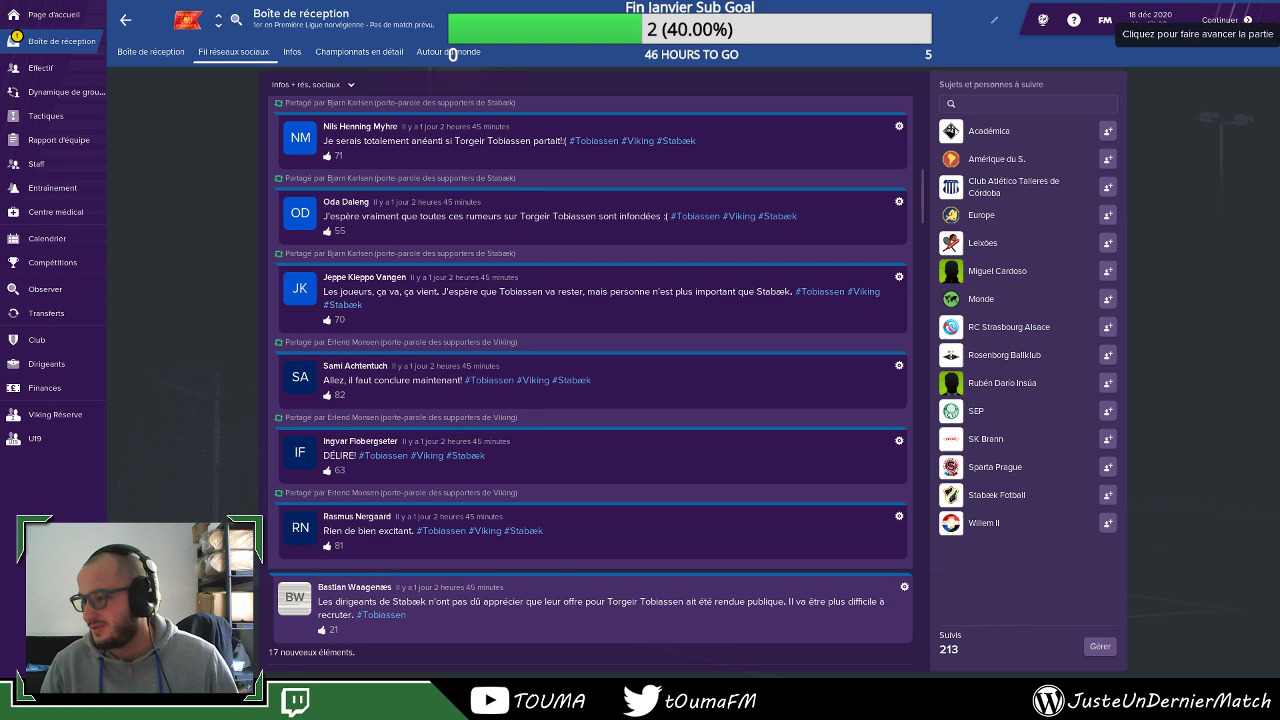 Page d'accueil
Boîte de réception
1er en Première Ligue norvégienne - Pas de match prévu.
Fin Janvier Sub Goal
2 (40.00%)
0
46 HOURS TO GO
5
FM
18 déc 2020
Continuer
Cliquez pour faire avancer la partie
1
Boîte de réception
Boîte de réception
Fil réseaux sociaux
Infos
Championnats en détail
Autour du monde
Effectif
Dynamique de grou...
Tactiques
Rapport d'équipe
Staff
Entraînement
Centre médical
Calendrier
Compétitions
Observer
Transferts
Club
Dirigeants
Finances
Viking Réserve
U19
Infos + rés. sociaux
Partagé par Bjørn Karlsen (porte-parole des supporters de Stabæk)
NM
Nils Henning Myhre Il y a 1 jour 2 heures 45 minutes
Je serais totalement anéanti si Torgeir Tobiassen partait!:( #Tobiassen #Viking #Stabæk
71
Partagé par Bjørn Karlsen (porte-parole des supporters de Stabæk)
OD
Oda Daleng Il y a 1 jour 2 heures 45 minutes
J'espère vraiment que toutes ces rumeurs sur Torgeir Tobiassen sont infondées :( #Tobiassen #Viking #Stabæk
55
Partagé par Bjørn Karlsen (porte-parole des supporters de Stabæk)
JK
Jeppe Kleppo Vangen Il y a 1 jour 2 heures 45 minutes
Les joueurs, ça va, ça vient. J'espère que Tobiassen va rester, mais personne n'est plus important que Stabæk. #Tobiassen #Viking
#Stabæk
70
Partagé par Erlend Monsen (porte-parole des supporters de Viking)
SA
Sami Achtentuch Il y a 1 jour 2 heures 45 minutes
Allez, il faut conclure maintenant! #Tobiassen #Viking #Stabæk
82
Partagé par Erlend Monsen (porte-parole des supporters de Viking)
IF
Ingvar Flobergseter Il y a 1 jour 2 heures 45 minutes
DÉLIRE! #Tobiassen #Viking #Stabæk
63
Partagé par Erlend Monsen (porte-parole des supporters de Viking)
RN
Rasmus Nergaard Il y a 1 jour 2 heures 45 minutes
Rien de bien excitant. #Tobiassen #Viking #Stabæk
81
BW
Bastian Waagenæs Il y a 1 jour 2 heures 45 minutes
Les dirigeants de Stabæk n'ont pas dû apprécier que leur offre pour Torgeir Tobiassen ait été rendue publique. Il va être plus difficile à
recruter. #Tobiassen
21
17 nouveaux éléments.
Sujets et personnes à suivre
Académica
Amérique du S.
Club Atlético Talleres de
Córdoba
Europe
Leixões
Miguel Cardoso
Monde
RC Strasbourg Alsace
Rosenborg Ballklub
Rubén Darío Insúa
SEP
SK Brann
Sparta Prague
Stabæk Fotball
Willem II
Suivis
213
Gérer
TOUMA
tOumaFM
JusteUnDernierMatch